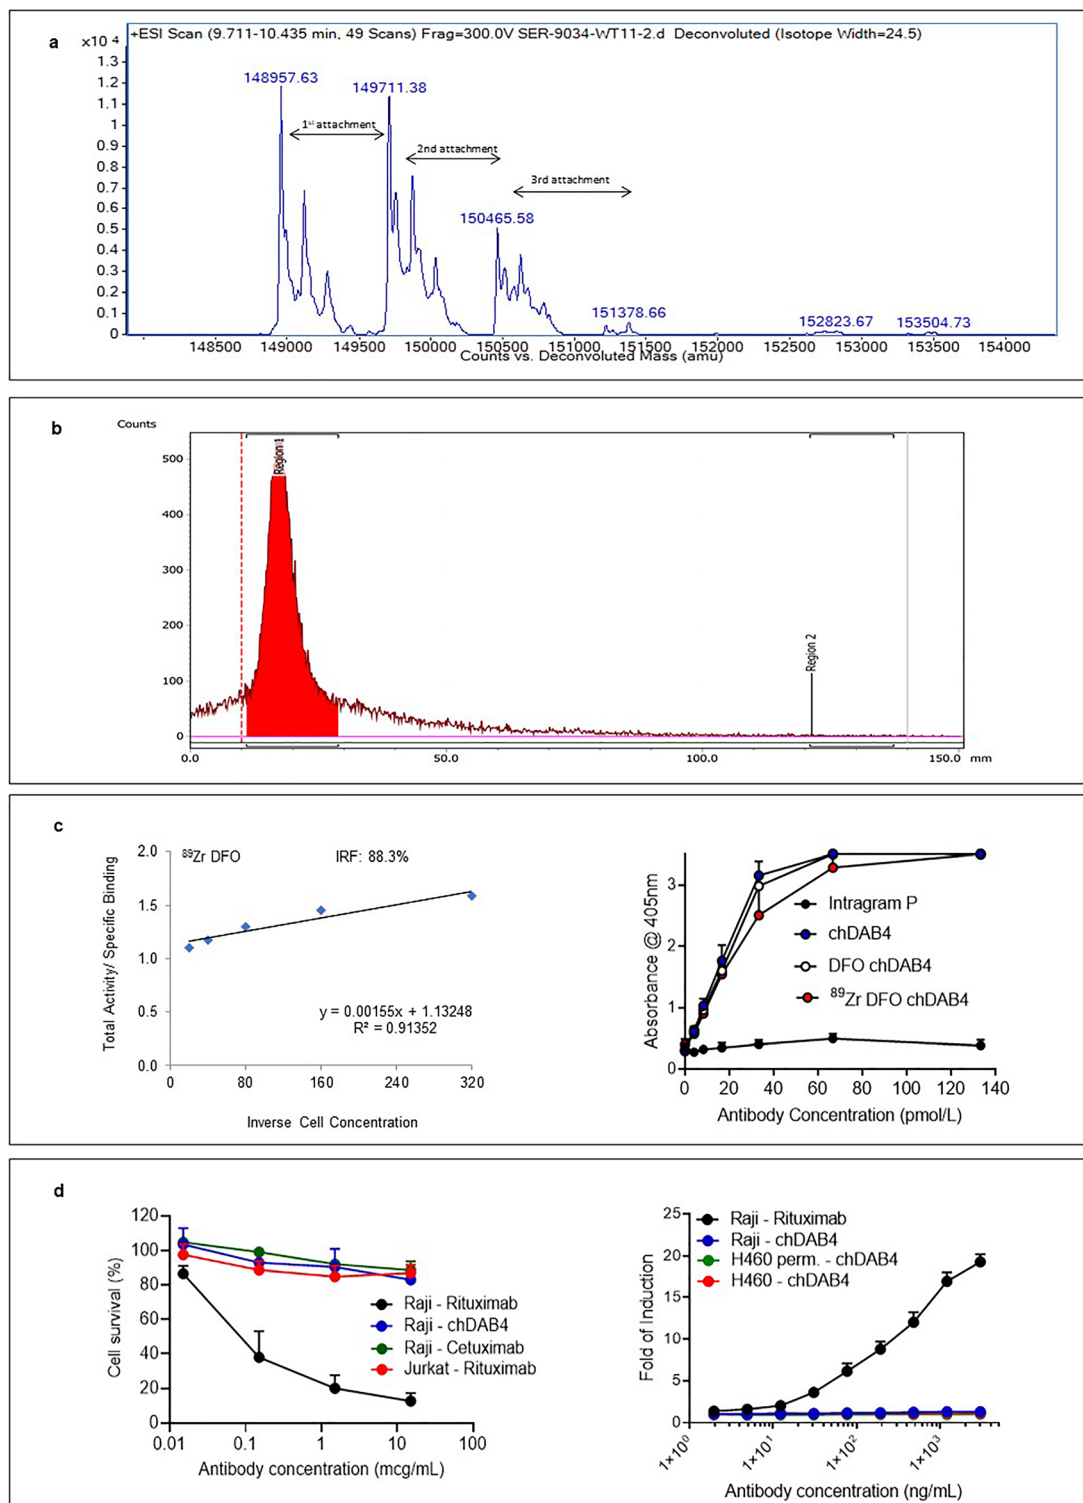 a
+ESI Scan (9.711-10.435 min, 49 Scans) Frag=300.0V SER-9034-WT11-2.d Deconvoluted (Isotope Width=24.5)
x10 4
1.3
1.2
1.1
1
0.9
0.8
0.7
0.6
0.5
0.4
0.3
0.2
0.1
0
148957.63
149711.38
1st attachment
2nd attachment
3rd attachment
150465.58
151378.66
152823.67
153504.73
148500 149000 149500 150000 150500 151000 151500 152000 152500 153000 153500 154000
Counts vs. Deconvoluted Mass (amu)
b
Counts
500
400
300
200
100
0
Region 1
Region 2
0.0 50.0 100.0 150.0 mm
c
Total Activity/ Specific Binding
2.0
1.5
1.0
0.5
0.0
89Zr DFO
IRF: 88.3%
y = 0.00155x + 1.13248
R² = 0.91352
0 80 160 240 320
Inverse Cell Concentration
Absorbance @ 405nm
3
2
1
0
Intragram P
chDAB4
DFO chDAB4
89Zr DFO chDAB4
0 20 40 60 80 100 120 140
Antibody Concentration (pmol/L)
d
Cell survival (%)
120
100
80
60
40
20
0
Raji - Rituximab
Raji - chDAB4
Raji - Cetuximab
Jurkat - Rituximab
0.01 0.1 1 10 100
Antibody concentration (mcg/mL)
Fold of Induction
25
20
15
10
5
0
Raji - Rituximab
Raji - chDAB4
H460 perm. - chDAB4
H460 - chDAB4
1×10⁰ 1×10¹ 1×10² 1×10³
Antibody concentration (ng/mL)